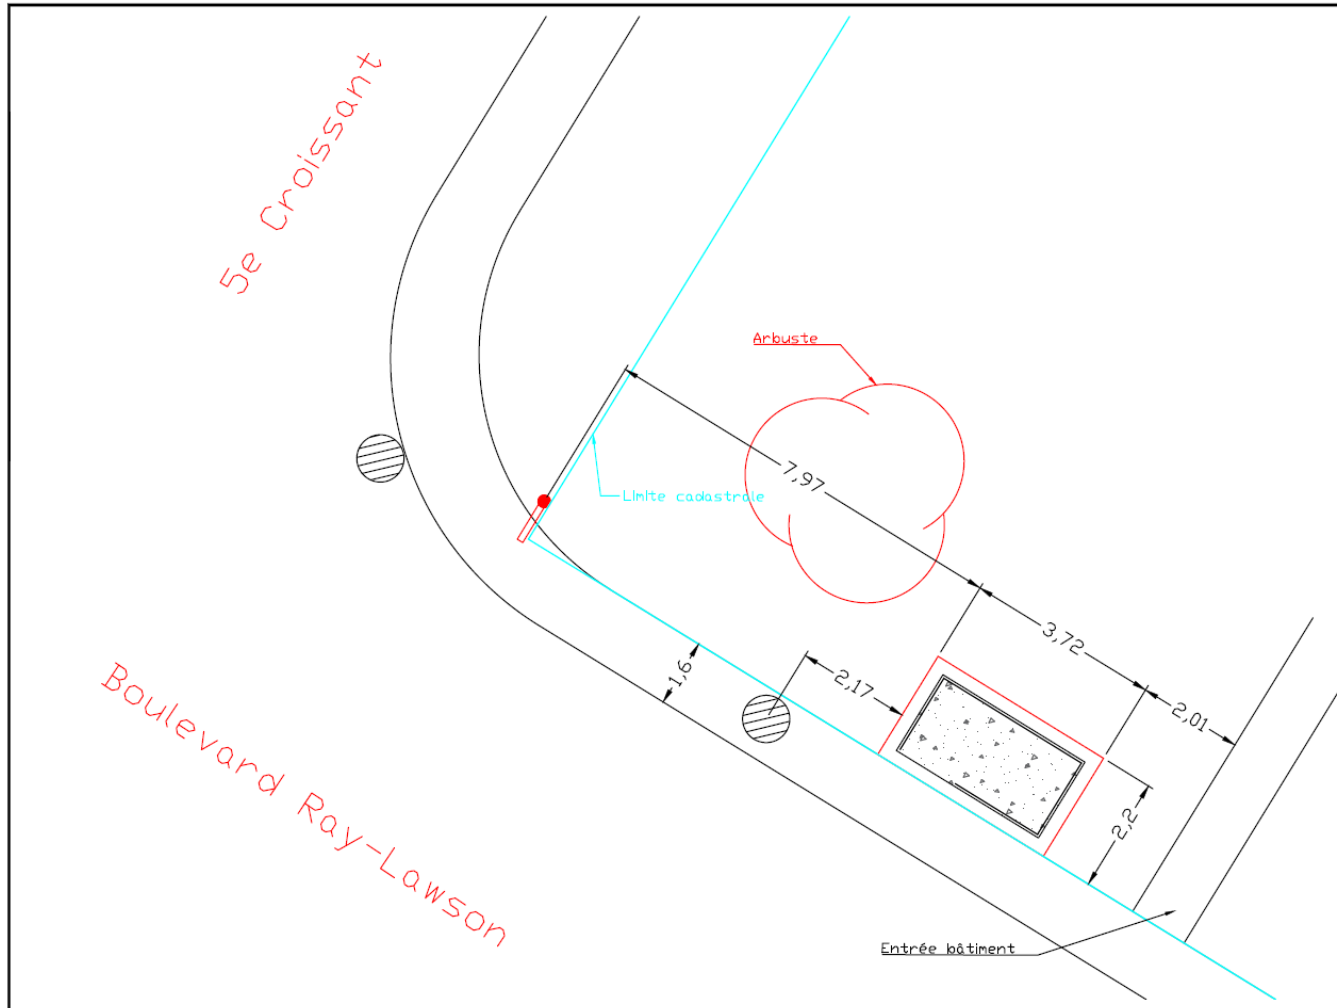 5e Croissant
Arbuste
7,97
Limite cadastrale
3,72
1,6
2,17
2,01
2,2
Boulevard Ray-Lawson
Entrée bâtiment